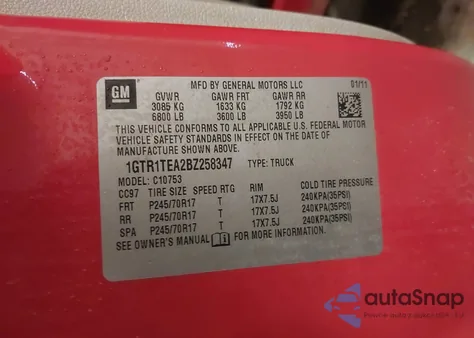 GM
MFD BY GENERAL MOTORS LLC
01/11
GVWR GAWR FRT GAWR RR
3085 KG 1633 KG 1792 KG
6800 LB 3600 LB 3950 LB
THIS VEHICLE CONFORMS TO ALL APPLICABLE U.S. FEDERAL MOTOR
VEHICLE SAFETY STANDARDS IN EFFECT ON THE DATE OF
MANUFACTURE SHOWN ABOVE.
1GTR1TEA2BZ258347 TYPE: TRUCK
MODEL: C10753
CC97 TIRE SIZE SPEED RTG RIM COLD TIRE PRESSURE
FRT P245/70R17 T 17X7.5J 240KPA(35PSI)
RR P245/70R17 T 17X7.5J 240KPA(35PSI)
SPA P245/70R17 T 17X7.5J 240KPA(35PSI)
SEE OWNER'S MANUAL FOR MORE INFORMATION.
autaSnap